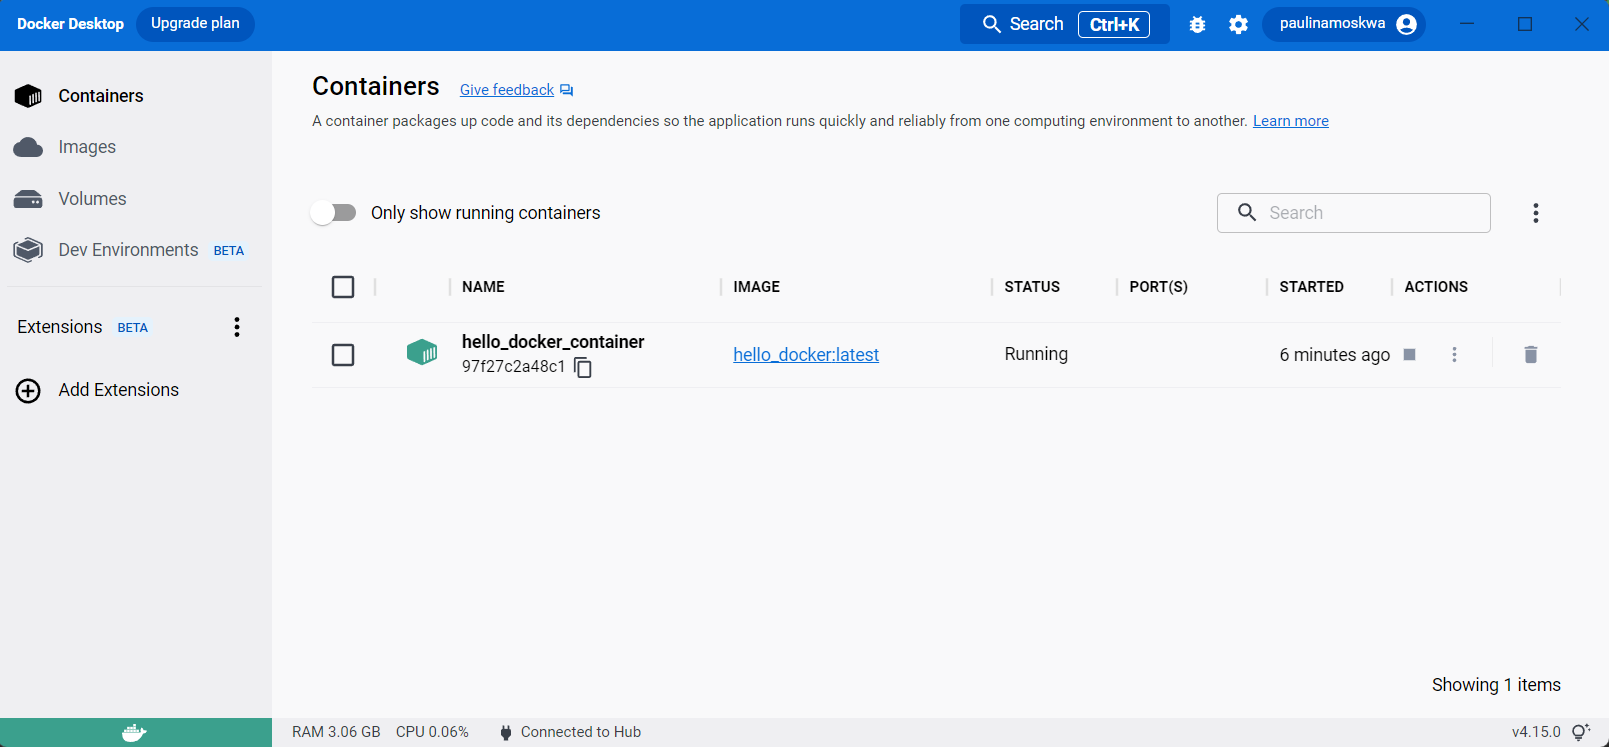 Docker Desktop Upgrade plan Search Ctrl+K paulinamoskwa
Containers
Images
Volumes
Dev Environments BETA
Extensions BETA
Add Extensions
Containers Give feedback
A container packages up code and its dependencies so the application runs quickly and reliably from one computing environment to another. Learn more
Only show running containers Search
NAME IMAGE STATUS PORT(S) STARTED ACTIONS
hello_docker_container
97f27c2a48c1
hello_docker:latest Running 6 minutes ago
Showing 1 items
RAM 3.06 GB CPU 0.06% Connected to Hub v4.15.0